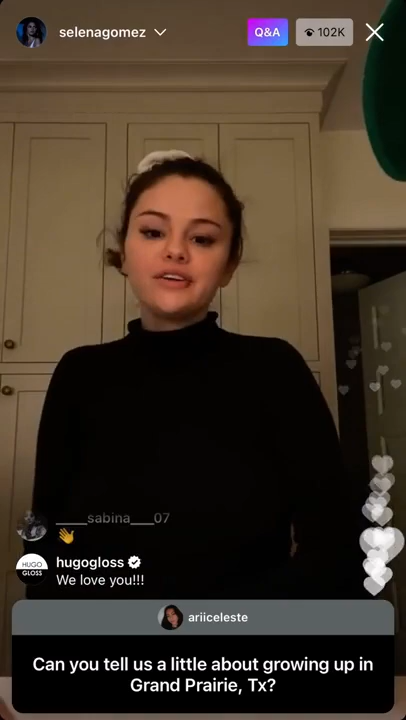 selenagomez
Q&A
102K
_____sabina___07
👋
HUGO
GLOSS
hugogloss
We love you!!!
ariiceleste
Can you tell us a little about growing up in
Grand Prairie, Tx?